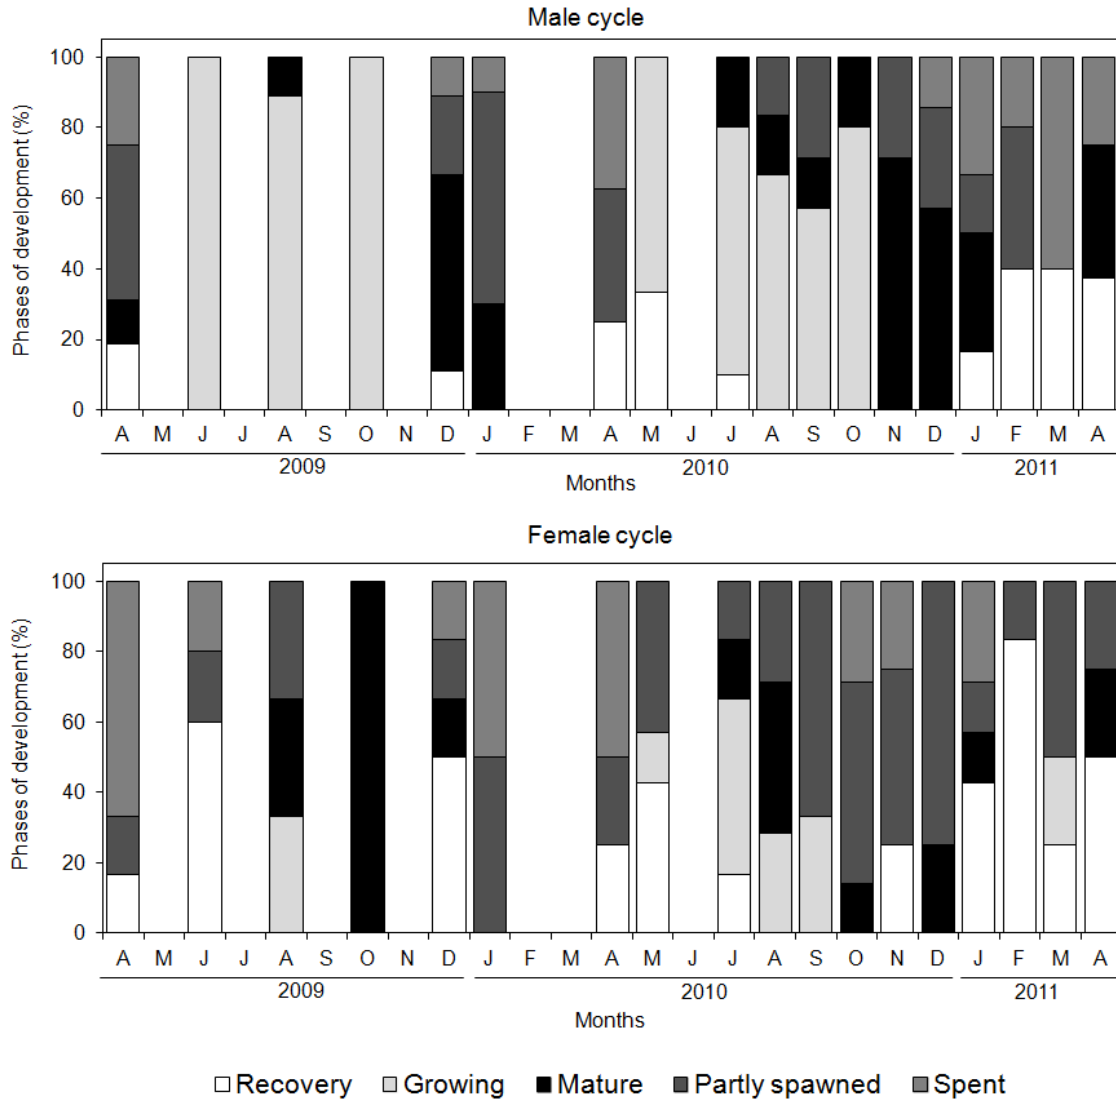 Male cycle
Phases of development (%)
100
80
60
40
20
0
A M J J A S O N D J F M A M J J A S O N D J F M A
2009 2010 2011
Months
Female cycle
Phases of development (%)
100
80
60
40
20
0
A M J J A S O N D J F M A M J J A S O N D J F M A
2009 2010 2011
Months
Recovery Growing Mature Partly spawned Spent